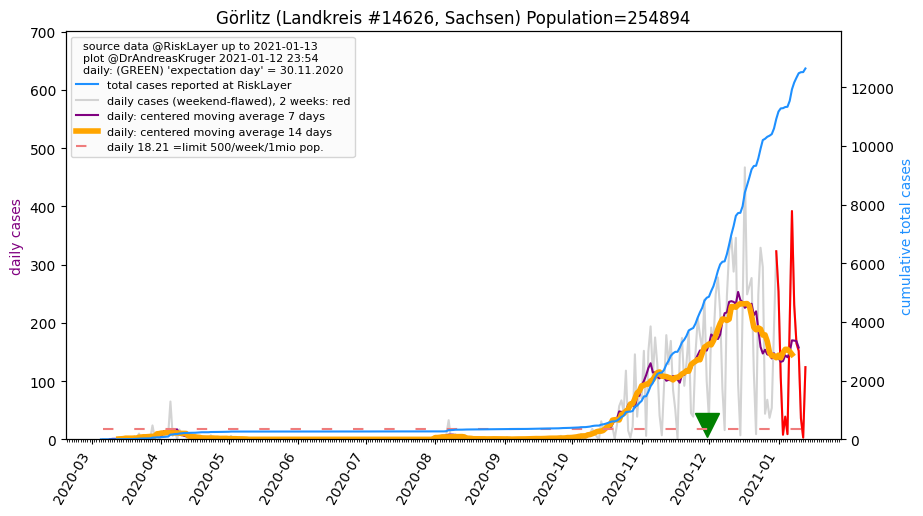 Görlitz (Landkreis #14626, Sachsen) Population=254894
source data @RiskLayer up to 2021-01-13
plot @DrAndreasKruger 2021-01-12 23:54
daily: (GREEN) 'expectation day' = 30.11.2020
total cases reported at RiskLayer
daily cases (weekend-flawed), 2 weeks: red
daily: centered moving average 7 days
daily: centered moving average 14 days
daily 18.21 =limit 500/week/1mio pop.
daily cases
700
600
500
400
300
200
100
0
cumulative total cases
12000
10000
8000
6000
4000
2000
0
2020-03
2020-04
2020-05
2020-06
2020-07
2020-08
2020-09
2020-10
2020-11
2020-12
2021-01